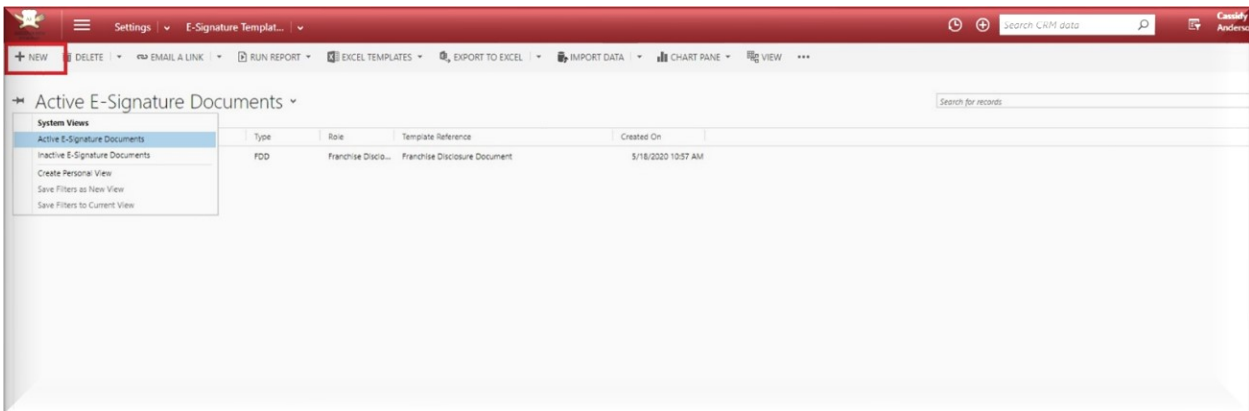 Settings E-Signature Templat...
Search CRM data
Cassidy
Anderso
NEW DELETE EMAIL A LINK RUN REPORT EXCEL TEMPLATES EXPORT TO EXCEL IMPORT DATA CHART PANE VIEW ...
Active E-Signature Documents
Search for records
System Views
Active E-Signature Documents
Inactive E-Signature Documents
Create Personal View
Save Filters as New View
Save Filters to Current View
Type Role Template Reference Created On
FDD Franchise Disclo... Franchise Disclosure Document 5/18/2020 10:57 AM